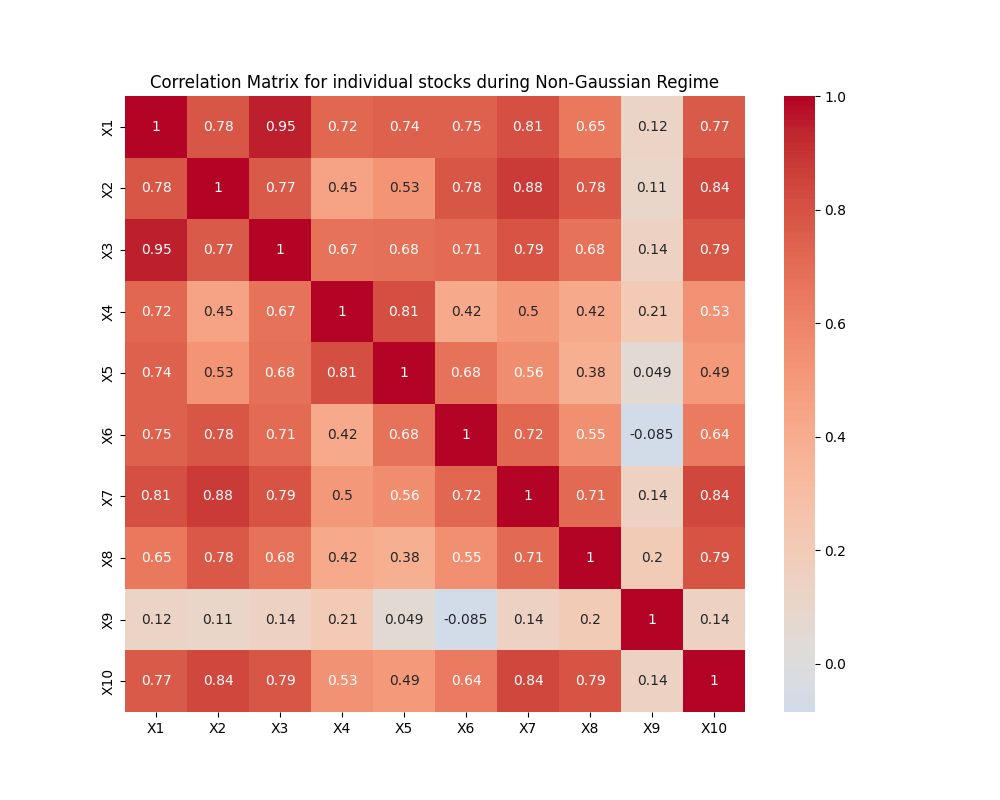 Correlation Matrix for individual stocks during Non-Gaussian Regime
X1 1 0.78 0.95 0.72 0.74 0.75 0.81 0.65 0.12 0.77
X2 0.78 1 0.77 0.45 0.53 0.78 0.88 0.78 0.11 0.84
X3 0.95 0.77 1 0.67 0.68 0.71 0.79 0.68 0.14 0.79
X4 0.72 0.45 0.67 1 0.81 0.42 0.5 0.42 0.21 0.53
X5 0.74 0.53 0.68 0.81 1 0.68 0.56 0.38 0.049 0.49
X6 0.75 0.78 0.71 0.42 0.68 1 0.72 0.55 -0.085 0.64
X7 0.81 0.88 0.79 0.5 0.56 0.72 1 0.71 0.14 0.84
X8 0.65 0.78 0.68 0.42 0.38 0.55 0.71 1 0.2 0.79
X9 0.12 0.11 0.14 0.21 0.049 -0.085 0.14 0.2 1 0.14
X10 0.77 0.84 0.79 0.53 0.49 0.64 0.84 0.79 0.14 1
X1 X2 X3 X4 X5 X6 X7 X8 X9 X10
1.0
0.8
0.6
0.4
0.2
0.0